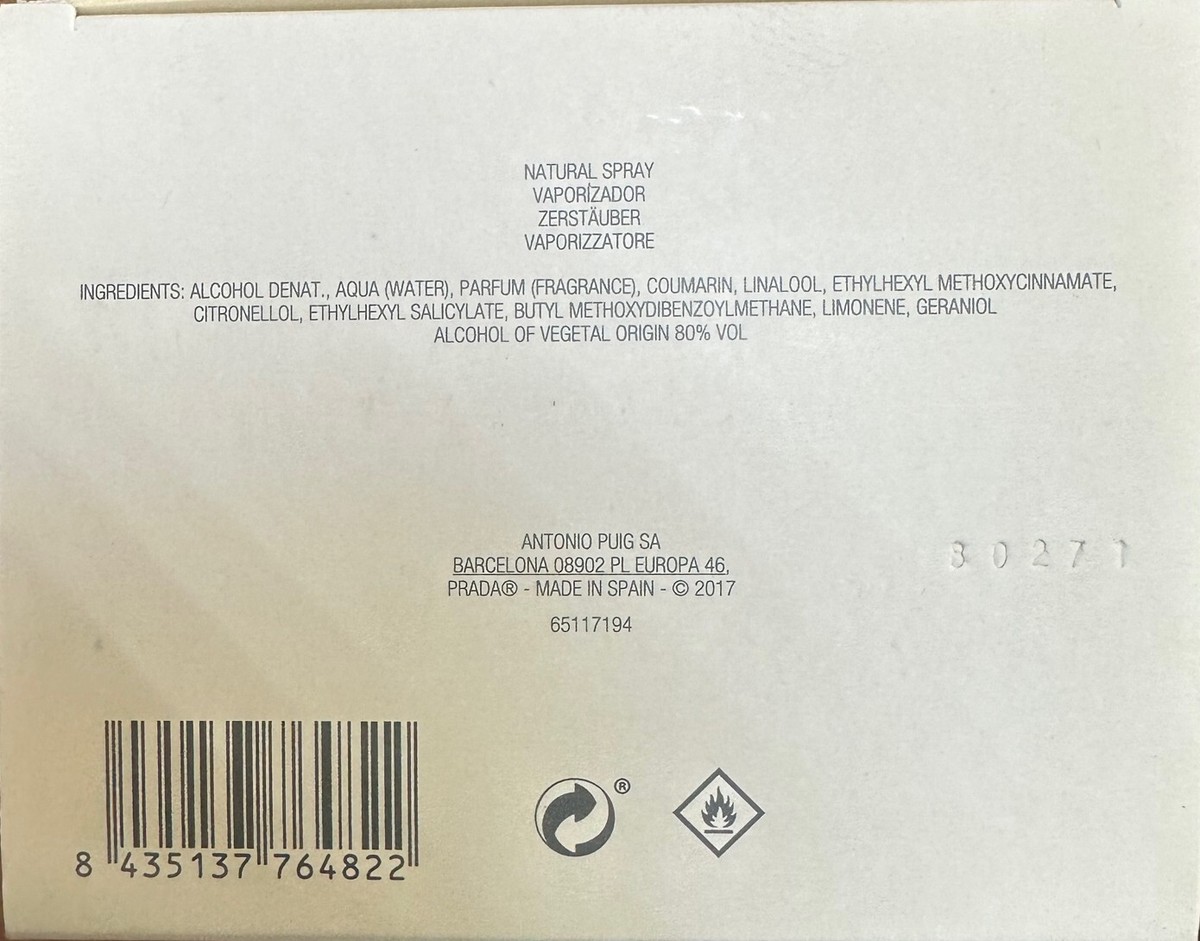 NATURAL SPRAY
VAPORÍZADOR
ZERSTÄUBER
VAPORIZZATORE
INGREDIENTS: ALCOHOL DENAT., AQUA (WATER), PARFUM (FRAGRANCE), COUMARIN, LINALOOL, ETHYLHEXYL METHOXYCINNAMATE,
CITRONELLOL, ETHYLHEXYL SALICYLATE, BUTYL METHOXYDIBENZOYLMETHANE, LIMONENE, GERANIOL
ALCOHOL OF VEGETAL ORIGIN 80% VOL
ANTONIO PUIG SA
BARCELONA 08902 PL EUROPA 46,
PRADA® - MADE IN SPAIN - © 2017
65117194
80271
®
8 435137 764822